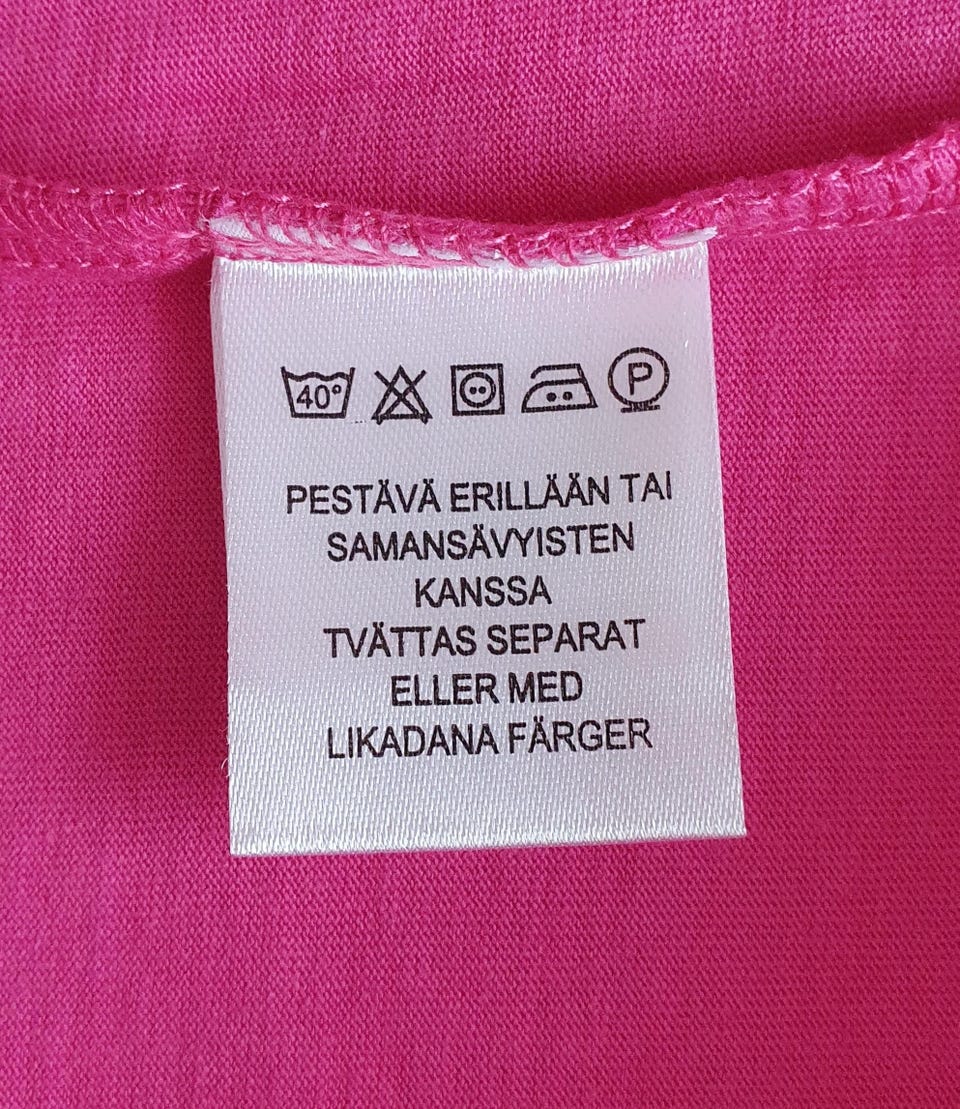 40° P
PESTÄVÄ ERILLÄÄN TAI
SAMANSÄVYISTEN
KANSSA
TVÄTTAS SEPARAT
ELLER MED
LIKADANA FÄRGER